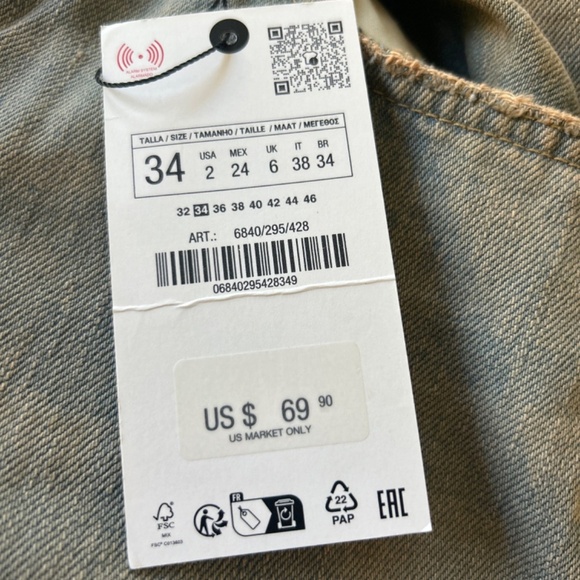 TALLA / SIZE / TAMANHO / TAILLE / MAAT / ΜΕΓΕΘΟΣ
34 USA 2 MEX 24 UK 6 IT 38 BR 34
32 34 36 38 40 42 44 46
ART.: 6840/295/428
06840295428349
US $ 69 90
US MARKET ONLY
FR
FSC
MIX
22
PAP
EAC